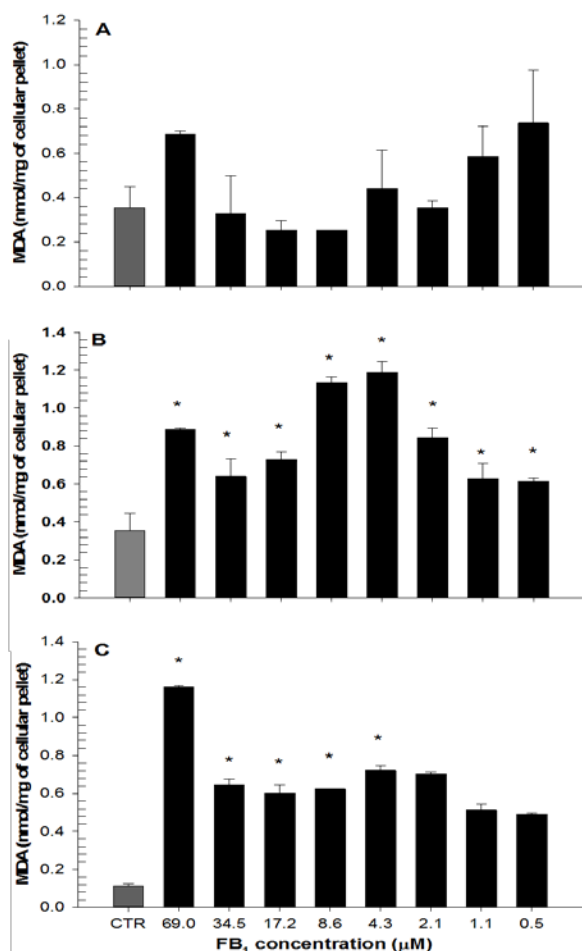 A
MDA (nmol/mg of cellular pellet)
1.2
1.0
0.8
0.6
0.4
0.2
0.0
B
MDA (nmol/mg of cellular pellet)
1.4
1.2
1.0
0.8
0.6
0.4
0.2
0.0
* * * * * * * *
C
MDA (nmol/mg of cellular pellet)
1.4
1.2
1.0
0.8
0.6
0.4
0.2
0.0
* * * * *
CTR 69.0 34.5 17.2 8.6 4.3 2.1 1.1 0.5
FB₁ concentration (µM)